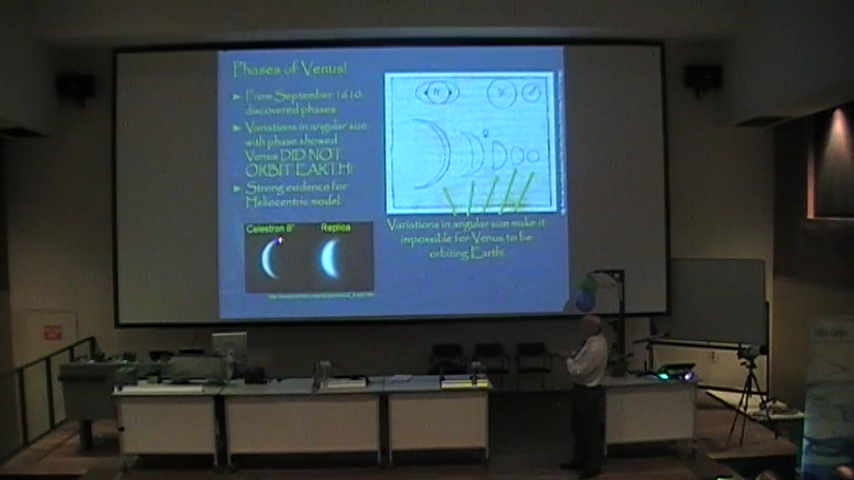 Phases of Venus!
► From September 1610
discovered phases
► Variations in angular size
with phase showed
Venus DID NOT
ORBIT EARTH!
► Strong evidence for
Heliocentric model
Celestron 8" Replica
Variations in angular size make it
impossible for Venus to be
orbiting Earth!